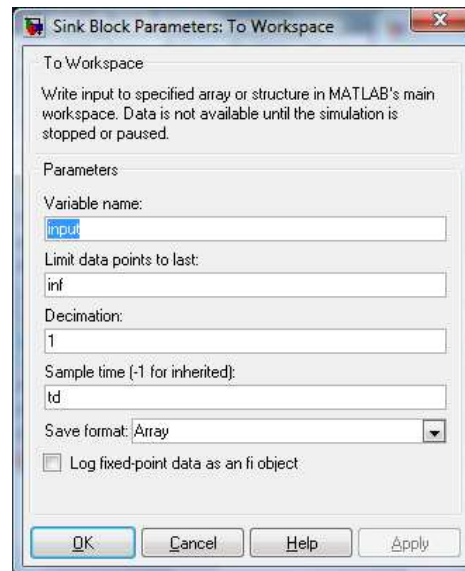 Sink Block Parameters: To Workspace
To Workspace
Write input to specified array or structure in MATLAB's main
workspace. Data is not available until the simulation is
stopped or paused.
Parameters
Variable name:
input
Limit data points to last:
inf
Decimation:
1
Sample time (-1 for inherited):
td
Save format: Array
Log fixed-point data as an fi object
OK Cancel Help Apply